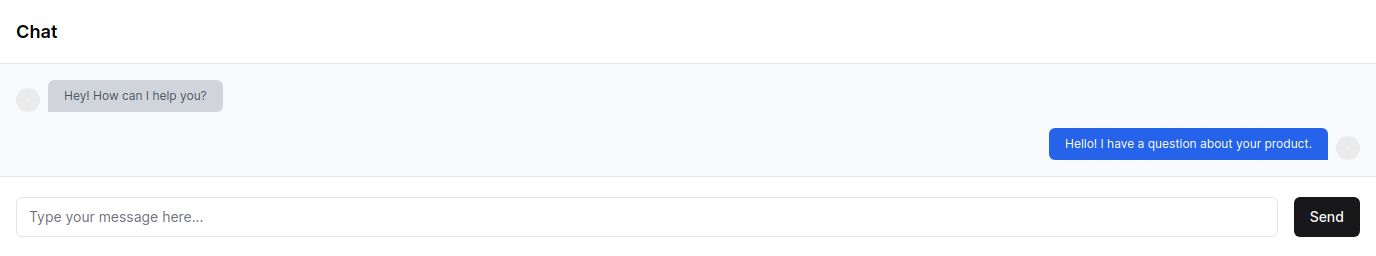 Chat
Hey! How can I help you?
Hello! I have a question about your product.
Type your message here...
Send